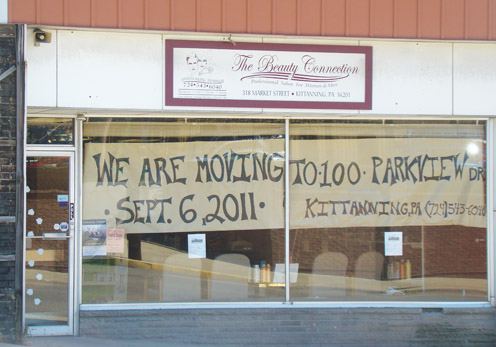 The Beauty Connection
Professional Salon for Women & Men
318 MARKET STREET • KITTANNING, PA 16201
724•543•6040
WE ARE MOVING TO•100•PARKVIEW DR
•SEPT. 6, 2011•
KITTANNING, PA (724) 543-6040